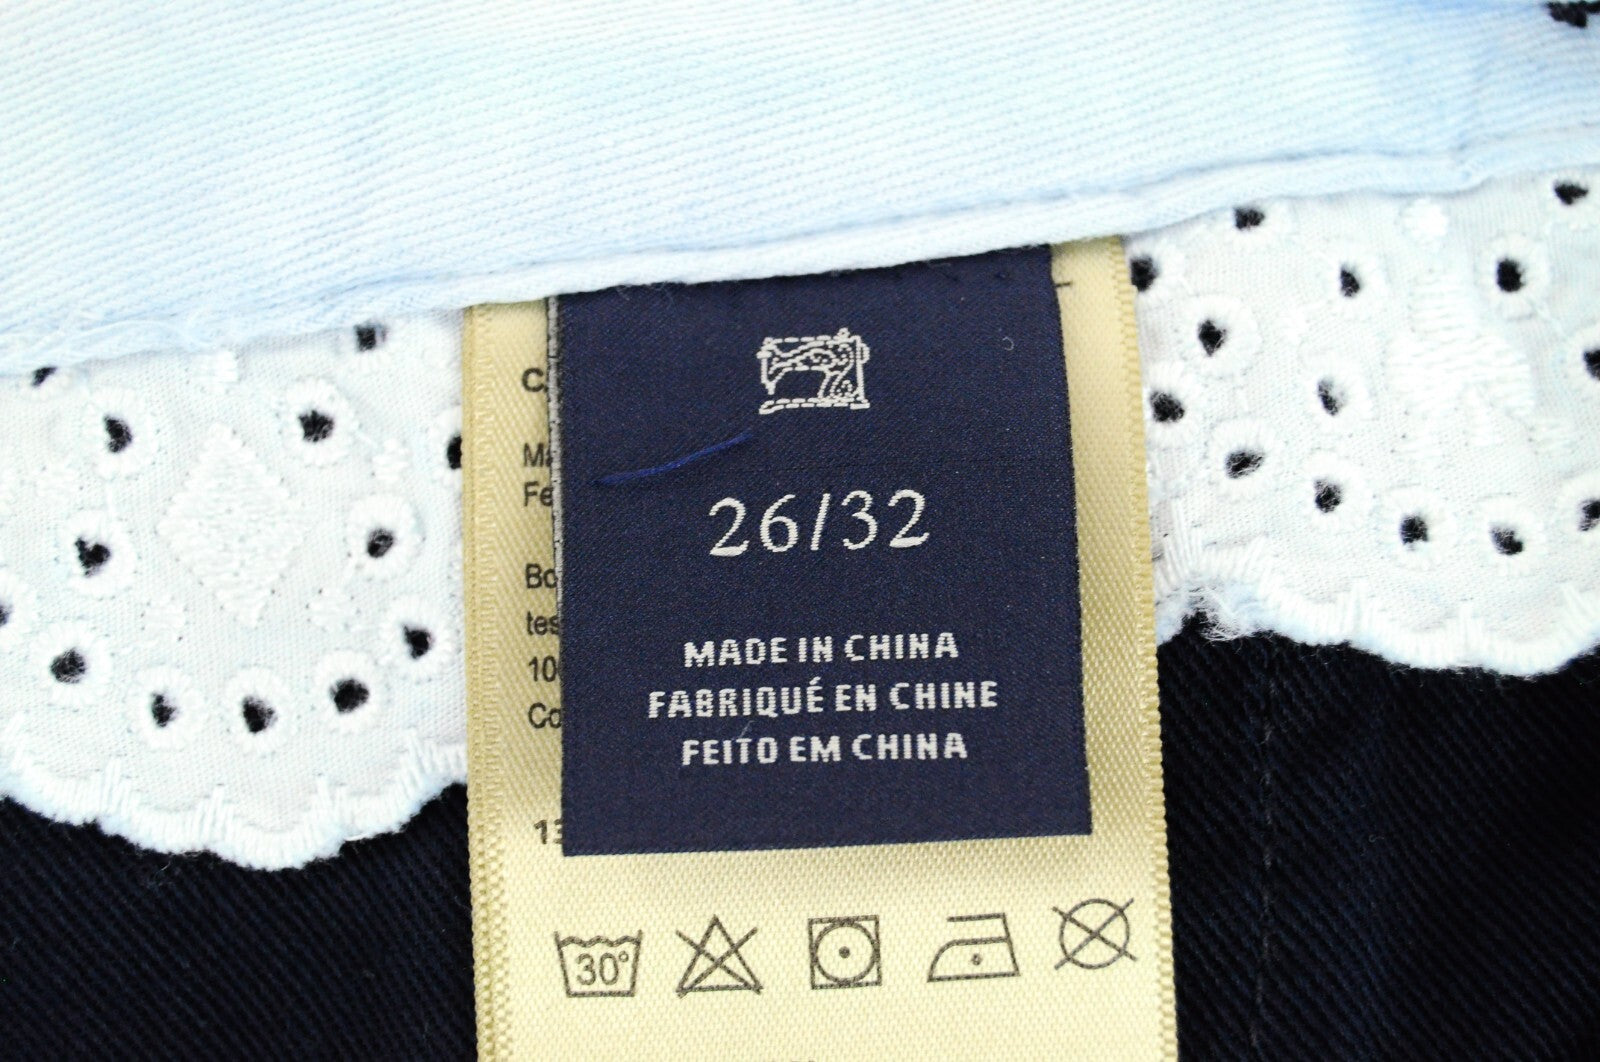 26/32
MADE IN CHINA
FABRIQUÉ EN CHINE
FEITO EM CHINA
30°